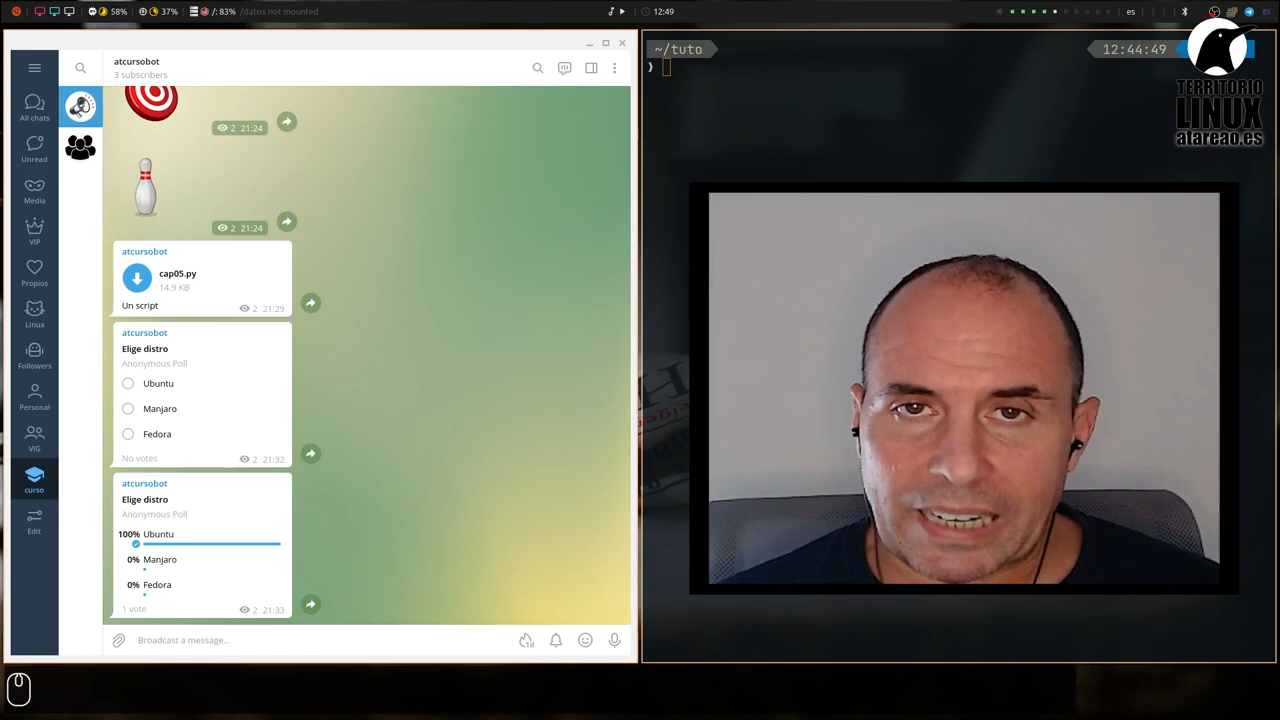 58%
37%
/: 83%
/datos not mounted
12:49
es
ES
atcursobot
3 subscribers
All chats
Unread
Media
VIP
Propios
Linux
Followers
Personal
VIG
curso
Edit
2 21:24
2 21:24
atcursobot
cap05.py
14.9 KB
Un script
2 21:29
atcursobot
Elige distro
Anonymous Poll
Ubuntu
Manjaro
Fedora
No votes
2 21:32
atcursobot
Elige distro
Anonymous Poll
100% Ubuntu
0% Manjaro
0% Fedora
1 vote
2 21:33
Broadcast a message...
1d
~/tuto
12:44:49
❭
TERRITORIO
LINUX
atareao.es